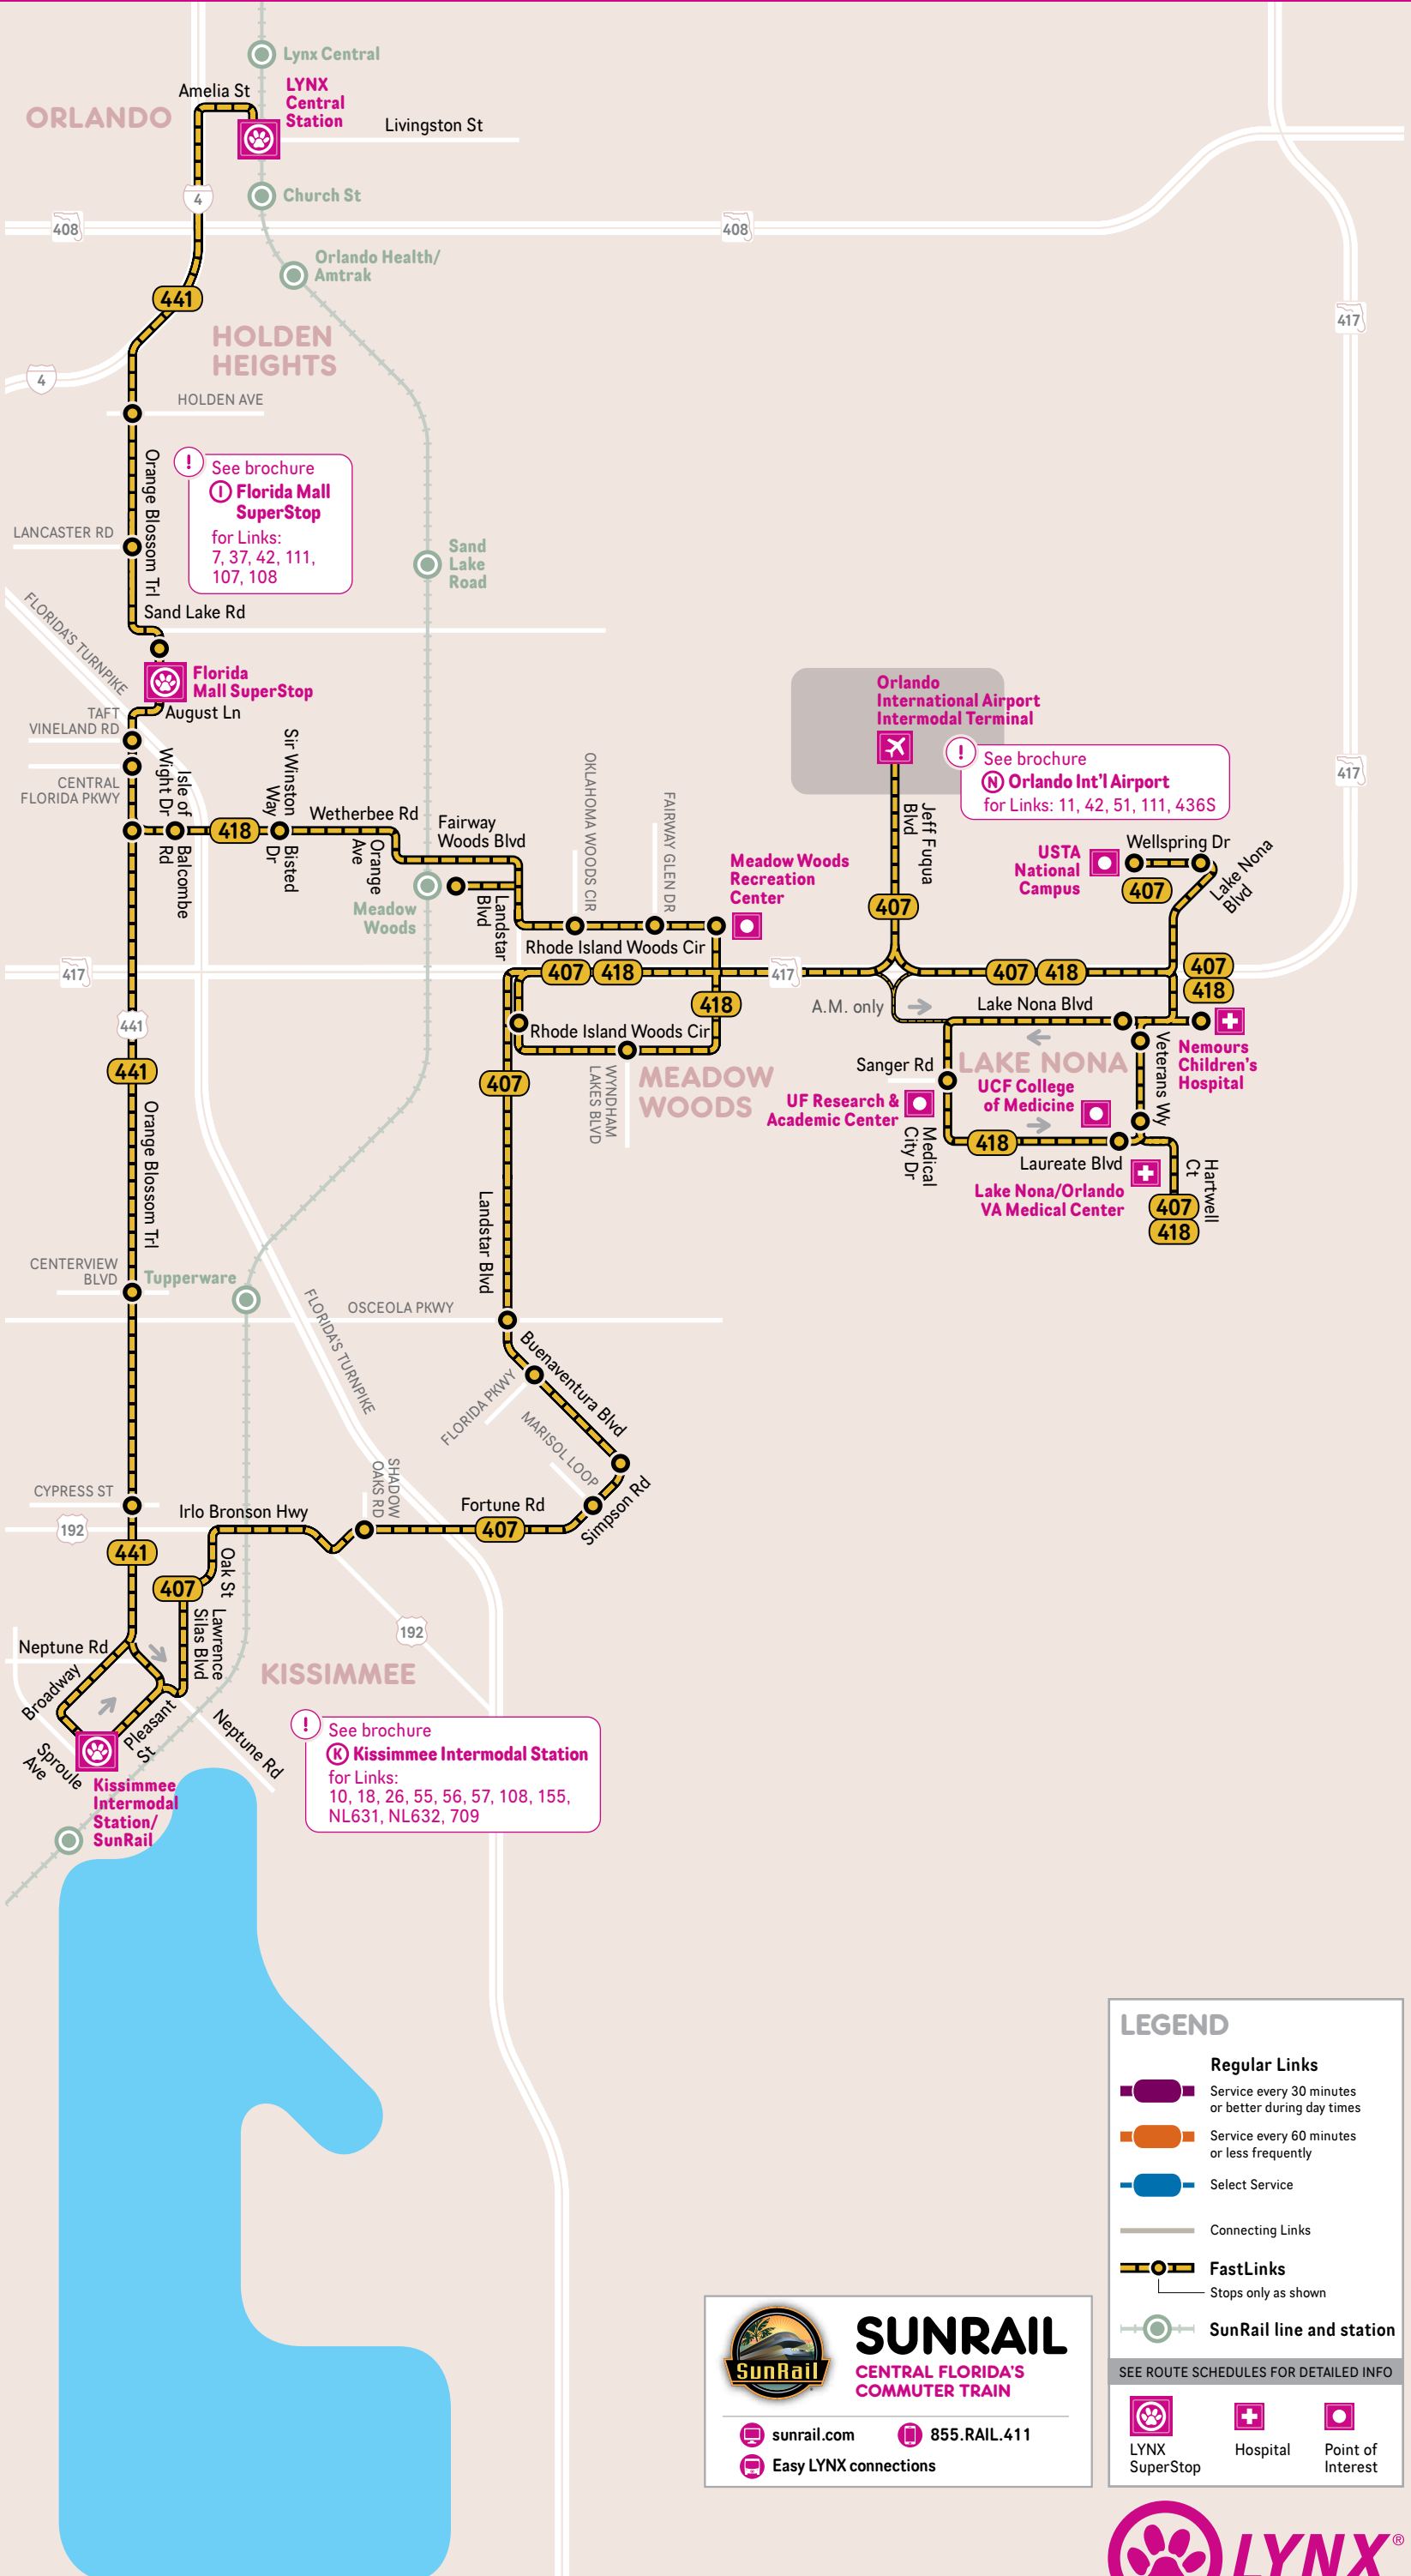 Lynx Central
LYNX
Central
Station
Amelia St
ORLANDO
Livingston St
4
Church St
408
408
Orlando Health/
Amtrak
441
417
HOLDEN
HEIGHTS
4
HOLDEN AVE
Orange Blossom Trl
!
See brochure
I Florida Mall
SuperStop
for Links:
7, 37, 42, 111,
107, 108
LANCASTER RD
Sand
Lake
Road
FLORIDA'S TURNPIKE
Sand Lake Rd
Florida
Mall SuperStop
August Ln
TAFT
VINELAND RD
CENTRAL
FLORIDA PKWY
Isle of
Wight Dr
Balcombe
Rd
418
Sir Winston
Way
Bisted
Dr
Wetherbee Rd
Orange
Ave
Fairway
Woods Blvd
Meadow
Woods
Landstar
Blvd
OKLAHOMA WOODS CIR
FAIRWAY GLEN DR
Meadow Woods
Recreation
Center
Orlando
International Airport
Intermodal Terminal
!
See brochure
N Orlando Int'l Airport
for Links: 11, 42, 51, 111, 436S
417
Jeff Fuqua
Blvd
407
USTA
National
Campus
Wellspring Dr
407
Lake Nona
Blvd
Rhode Island Woods Cir
417
407
418
417
407
418
407
418
418
A.M. only
Lake Nona Blvd
441
Rhode Island Woods Cir
WYNDHAM
LAKES BLVD
MEADOW
WOODS
407
441
Sanger Rd
LAKE NONA
UCF College
of Medicine
Veterans Wy
Nemours
Children's
Hospital
UF Research &
Academic Center
Medical
City Dr
418
Laureate Blvd
Lake Nona/Orlando
VA Medical Center
Hartwell
Ct
407
418
Orange Blossom Trl
Landstar Blvd
CENTERVIEW
BLVD
Tupperware
FLORIDA'S TURNPIKE
OSCEOLA PKWY
Buenaventura Blvd
FLORIDA PKWY
MARISOL LOOP
Simpson Rd
CYPRESS ST
192
Irlo Bronson Hwy
SHADOW
OAKS RD
Fortune Rd
407
441
Oak St
407
Lawrence
Silas Blvd
192
Neptune Rd
Broadway
KISSIMMEE
Pleasant
St
Neptune Rd
Sproule
Ave
Kissimmee
Intermodal
Station/
SunRail
!
See brochure
K Kissimmee Intermodal Station
for Links:
10, 18, 26, 55, 56, 57, 108, 155,
NL631, NL632, 709
LEGEND
Regular Links
Service every 30 minutes
or better during day times
Service every 60 minutes
or less frequently
Select Service
Connecting Links
FastLinks
Stops only as shown
SunRail line and station
SEE ROUTE SCHEDULES FOR DETAILED INFO
LYNX
SuperStop
Hospital
Point of
Interest
SunRail
SUNRAIL
CENTRAL FLORIDA'S
COMMUTER TRAIN
sunrail.com
855.RAIL.411
Easy LYNX connections
LYNX®